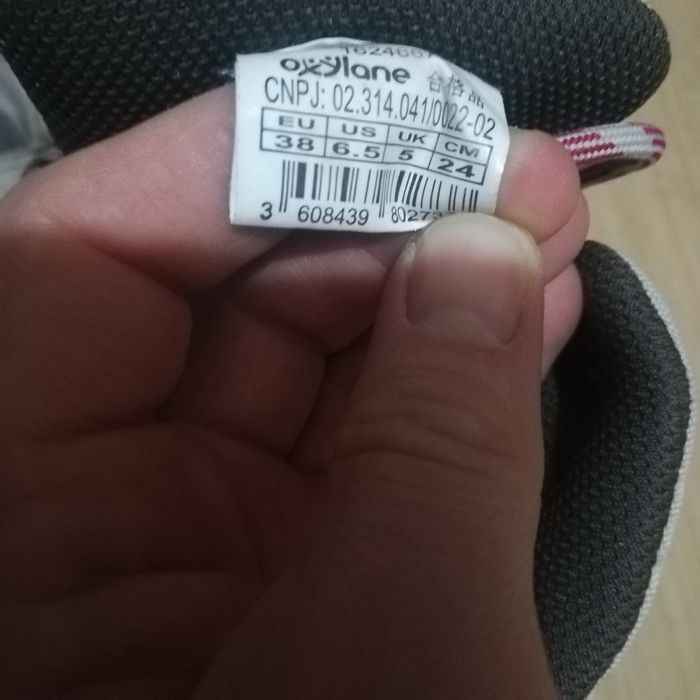 oxylane 合格品
CNPJ: 02.314.041/0022-02
EU US UK CM
38 6.5 5 24
3 608439 80273